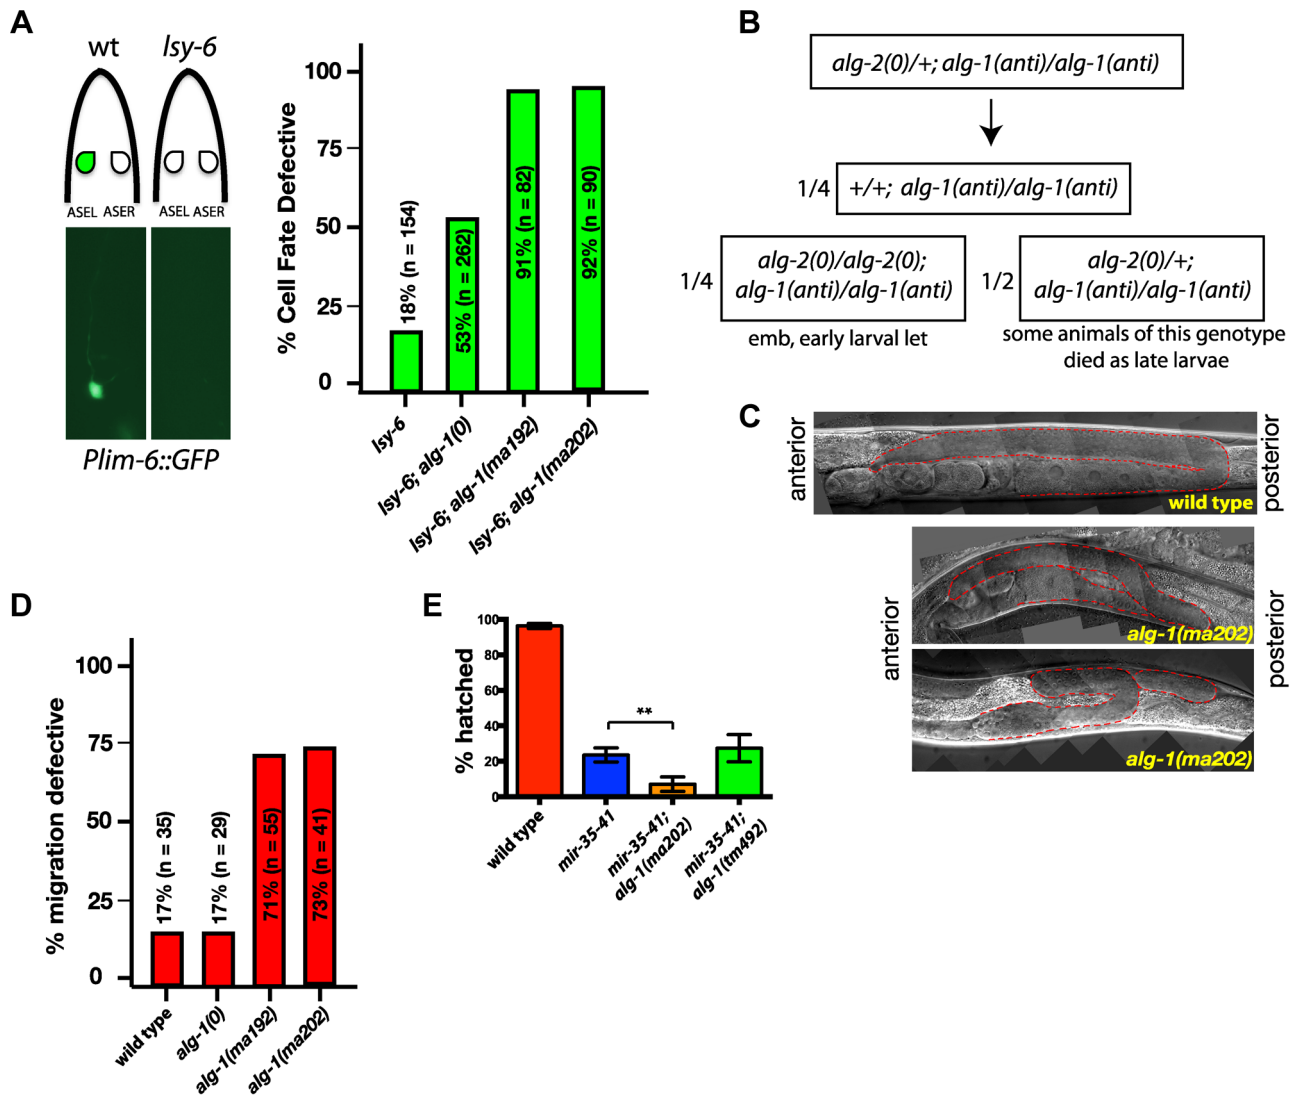 A
wt lsy-6
ASEL ASER ASEL ASER
Plim-6::GFP
% Cell Fate Defective
100
75
50
25
0
18% (n = 154)
53% (n = 262)
91% (n = 82)
92% (n = 90)
lsy-6
lsy-6; alg-1(0)
lsy-6; alg-1(ma192)
lsy-6; alg-1(ma202)
B
alg-2(0)/+; alg-1(anti)/alg-1(anti)
1/4 +/+; alg-1(anti)/alg-1(anti)
1/4 alg-2(0)/alg-2(0);
alg-1(anti)/alg-1(anti)
emb, early larval let
1/2 alg-2(0)/+;
alg-1(anti)/alg-1(anti)
some animals of this genotype
died as late larvae
C
anterior
posterior
wild type
anterior
posterior
alg-1(ma202)
alg-1(ma202)
D
% migration defective
100
75
50
25
0
17% (n = 35)
17% (n = 29)
71% (n = 55)
73% (n = 41)
wild type
alg-1(0)
alg-1(ma192)
alg-1(ma202)
E
% hatched
100
80
60
40
20
0
**
wild type
mir-35-41
mir-35-41;
alg-1(ma202)
mir-35-41;
alg-1(tm492)